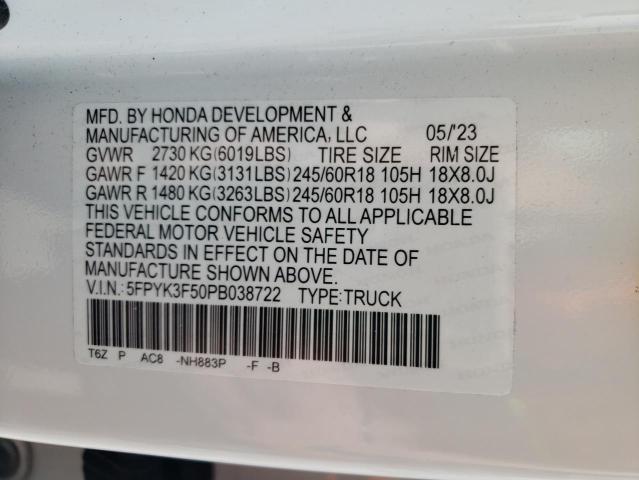 MFD. BY HONDA DEVELOPMENT &
MANUFACTURING OF AMERICA, LLC 05/'23
GVWR 2730 KG(6019LBS) TIRE SIZE RIM SIZE
GAWR F 1420 KG(3131LBS) 245/60R18 105H 18X8.0J
GAWR R 1480 KG(3263LBS) 245/60R18 105H 18X8.0J
THIS VEHICLE CONFORMS TO ALL APPLICABLE
FEDERAL MOTOR VEHICLE SAFETY
STANDARDS IN EFFECT ON THE DATE OF
MANUFACTURE SHOWN ABOVE.
V.I.N.: 5FPYK3F50PB038722 TYPE:TRUCK
T6Z P AC8 -NH883P -F -B